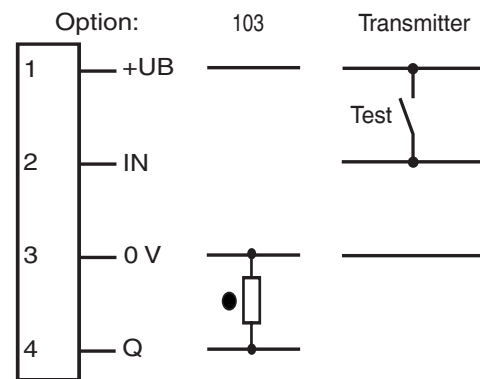 Option: 103 Transmitter
1 +UB
Test
2 IN
3 0 V
4 Q